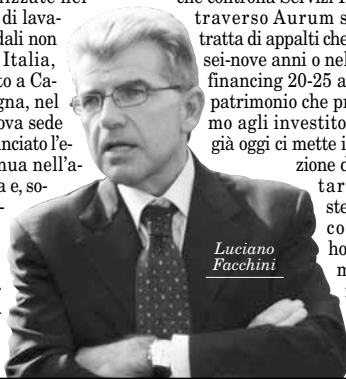 di lava-
dali non
Italia,
to a Ca-
gna, nel
ova sede
nciato l'e-
nua nell'a-
a e, so-
-
che controlla Servizi I
traverso Aurum s
tratta di appalti che
sei-nove anni o nel
financing 20-25 a
patrimonio che pr
mo agli investito
già oggi ci mette i
zione d
tar
ste
co
ho
m
Luciano
Facchini